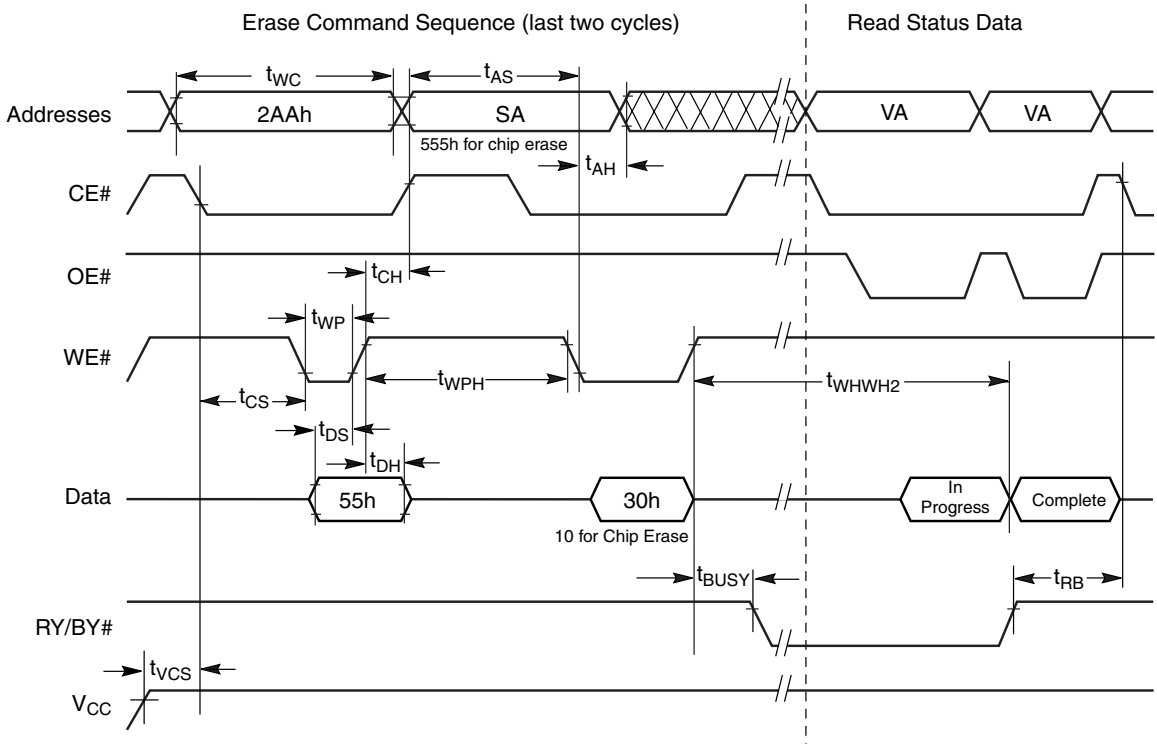 Erase Command Sequence (last two cycles)
Read Status Data
tWC
tAS
Addresses
2AAh
SA
VA
VA
555h for chip erase
tAH
CE#
OE#
tCH
tWP
WE#
tWPH
tWHWH2
tCS
tDS
tDH
Data
55h
30h
In
Progress
Complete
10 for Chip Erase
tBUSY
tRB
RY/BY#
tVCS
VCC